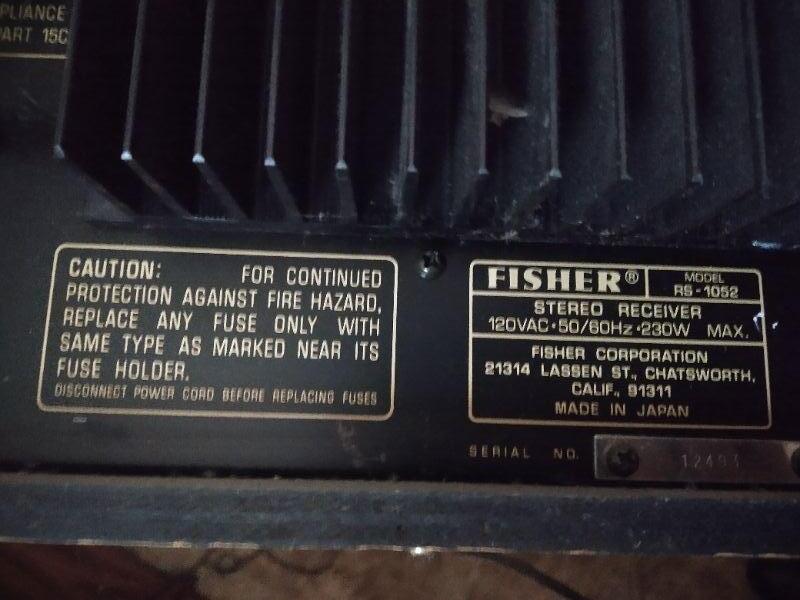 PLIANCE
ART 15C
CAUTION: FOR CONTINUED
PROTECTION AGAINST FIRE HAZARD,
REPLACE ANY FUSE ONLY WITH
SAME TYPE AS MARKED NEAR ITS
FUSE HOLDER.
DISCONNECT POWER CORD BEFORE REPLACING FUSES
FISHER®
MODEL
RS-1052
STEREO RECEIVER
120VAC·50/60Hz·230W MAX.
FISHER CORPORATION
21314 LASSEN ST., CHATSWORTH,
CALIF., 91311
MADE IN JAPAN
SERIAL NO.